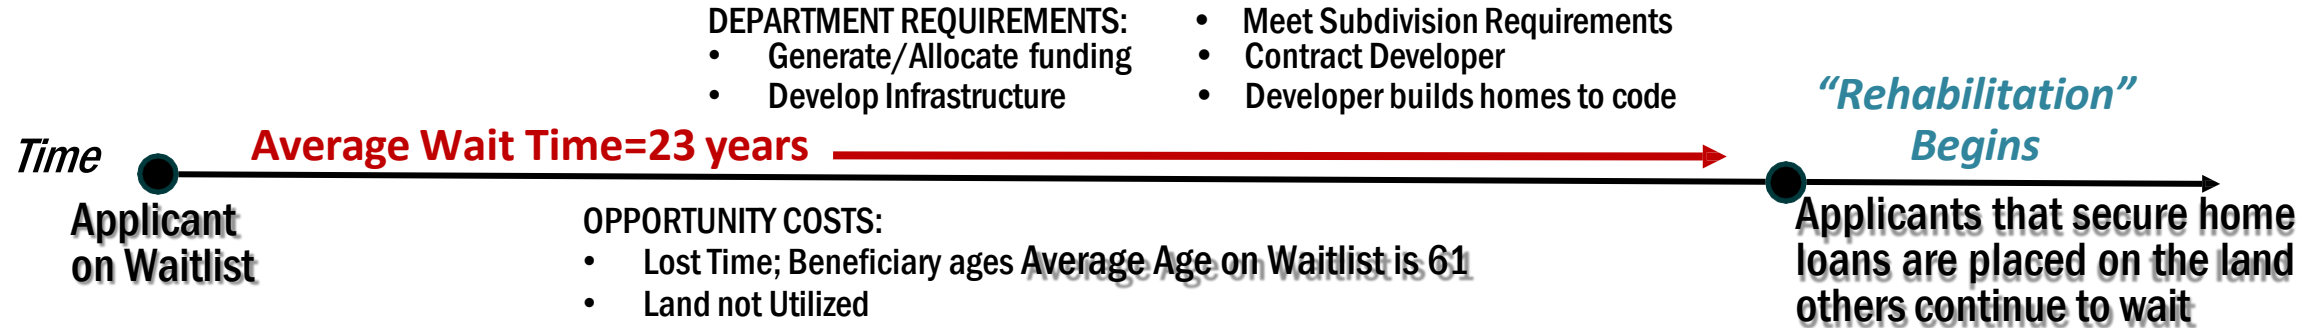 DEPARTMENT REQUIREMENTS:
• Generate/Allocate funding
• Develop Infrastructure
• Meet Subdivision Requirements
• Contract Developer
• Developer builds homes to code
“Rehabilitation”
Begins
Time
Average Wait Time=23 years
Applicant
on Waitlist
OPPORTUNITY COSTS:
• Lost Time; Beneficiary ages Average Age on Waitlist is 61
• Land not Utilized
Applicants that secure home
loans are placed on the land
others continue to wait